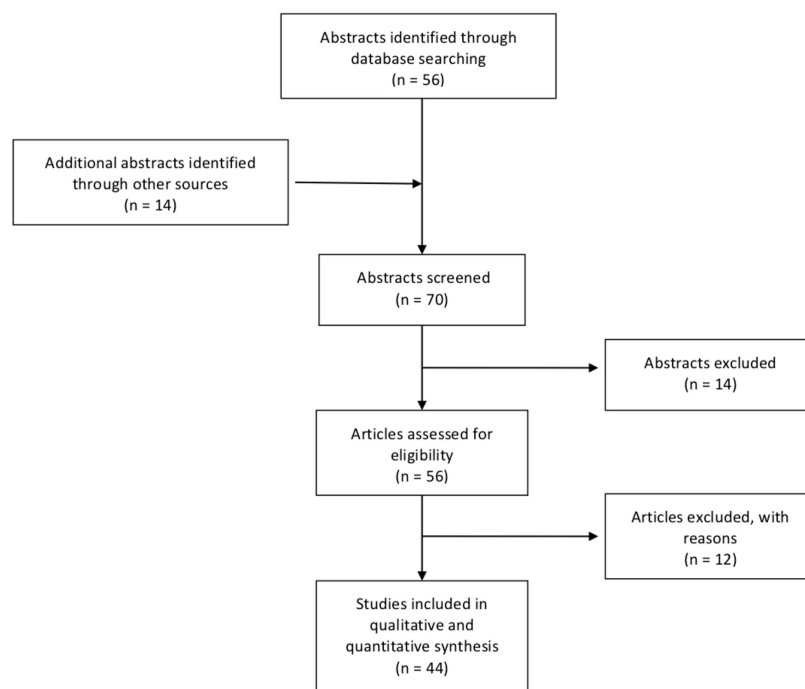 Abstracts identified through
database searching
(n = 56)
Additional abstracts identified
through other sources
(n = 14)
Abstracts screened
(n = 70)
Abstracts excluded
(n = 14)
Articles assessed for
eligibility
(n = 56)
Articles excluded, with
reasons
(n = 12)
Studies included in
qualitative and
quantitative synthesis
(n = 44)